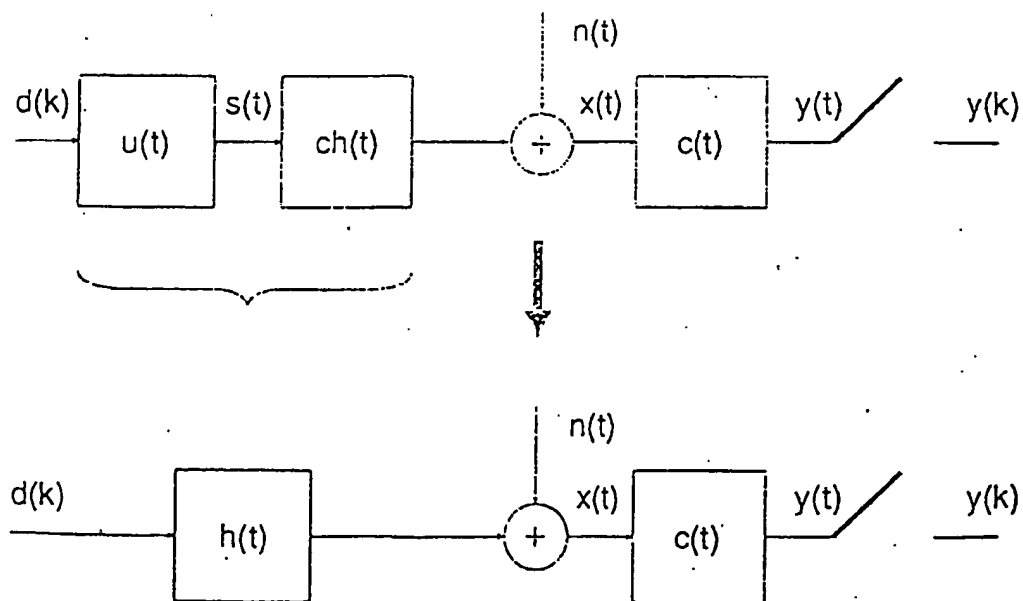 n(t)
d(k) s(t) x(t) y(t) y(k)
u(t) ch(t) + c(t)
n(t)
d(k) x(t) y(t) y(k)
h(t) + c(t)